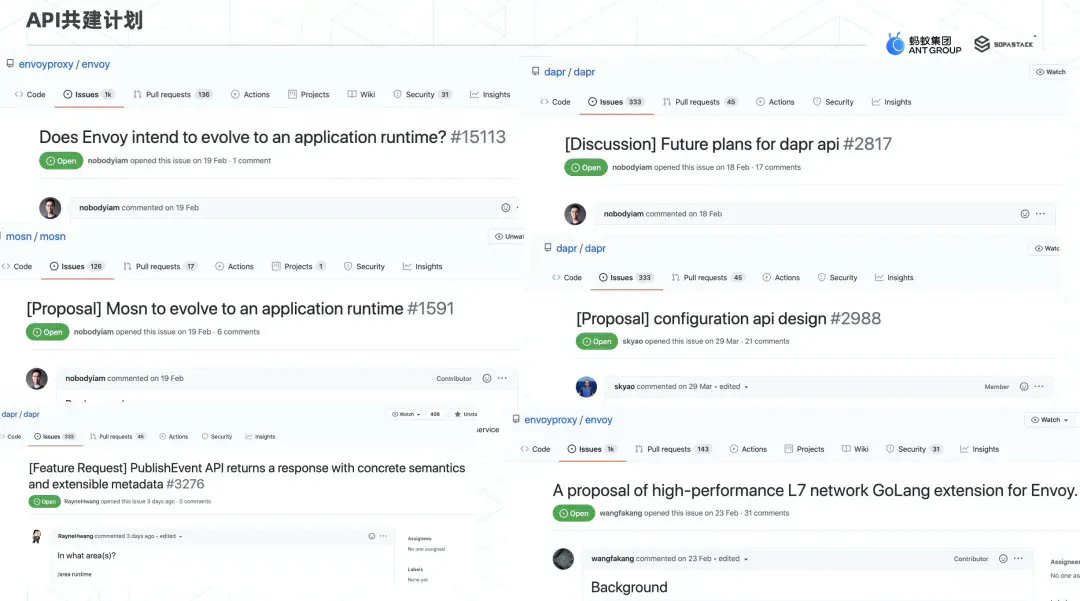 API共建计划
蚂蚁集团
ANT GROUP
SOFASTACK
envoyproxy / envoy
Code Issues 1k Pull requests 136 Actions Projects Wiki Security 31 Insights
Does Envoy intend to evolve to an application runtime? #15113
Open nobodyiam opened this issue on 19 Feb · 1 comment
nobodyiam commented on 19 Feb
dapr / dapr
Watch
Code Issues 333 Pull requests 45 Actions Security Insights
[Discussion] Future plans for dapr api #2817
Open nobodyiam opened this issue on 18 Feb · 17 comments
nobodyiam commented on 18 Feb
mosn / mosn
Unwa
Code Issues 126 Pull requests 17 Actions Projects 1 Security Insights
[Proposal] Mosn to evolve to an application runtime #1591
Open nobodyiam opened this issue on 19 Feb · 6 comments
nobodyiam commented on 19 Feb Contributor
dapr / dapr
Watc
Code Issues 333 Pull requests 45 Actions Security Insights
[Proposal] configuration api design #2988
Open skyao opened this issue on 29 Mar · 21 comments
skyao commented on 29 Mar • edited Member
dapr / dapr
Watch 409 Unsta
ervice
Code Issues 333 Pull requests 46 Actions Security Insights
[Feature Request] PublishEvent API returns a response with concrete semantics
and extensible metadata #3276
Open RayneHwang opened this issue 3 days ago · 0 comments
RayneHwang commented 3 days ago • edited
In what area(s)?
/area runtime
Assignees
No one assigned
Labels
None yet
envoyproxy / envoy
Watch
Code Issues 1k Pull requests 143 Actions Projects Wiki Security 31 Insights
A proposal of high-performance L7 network GoLang extension for Envoy.
Open wangfakang opened this issue on 23 Feb · 31 comments
wangfakang commented on 23 Feb • edited Contributor
Background
Assignees
No one as